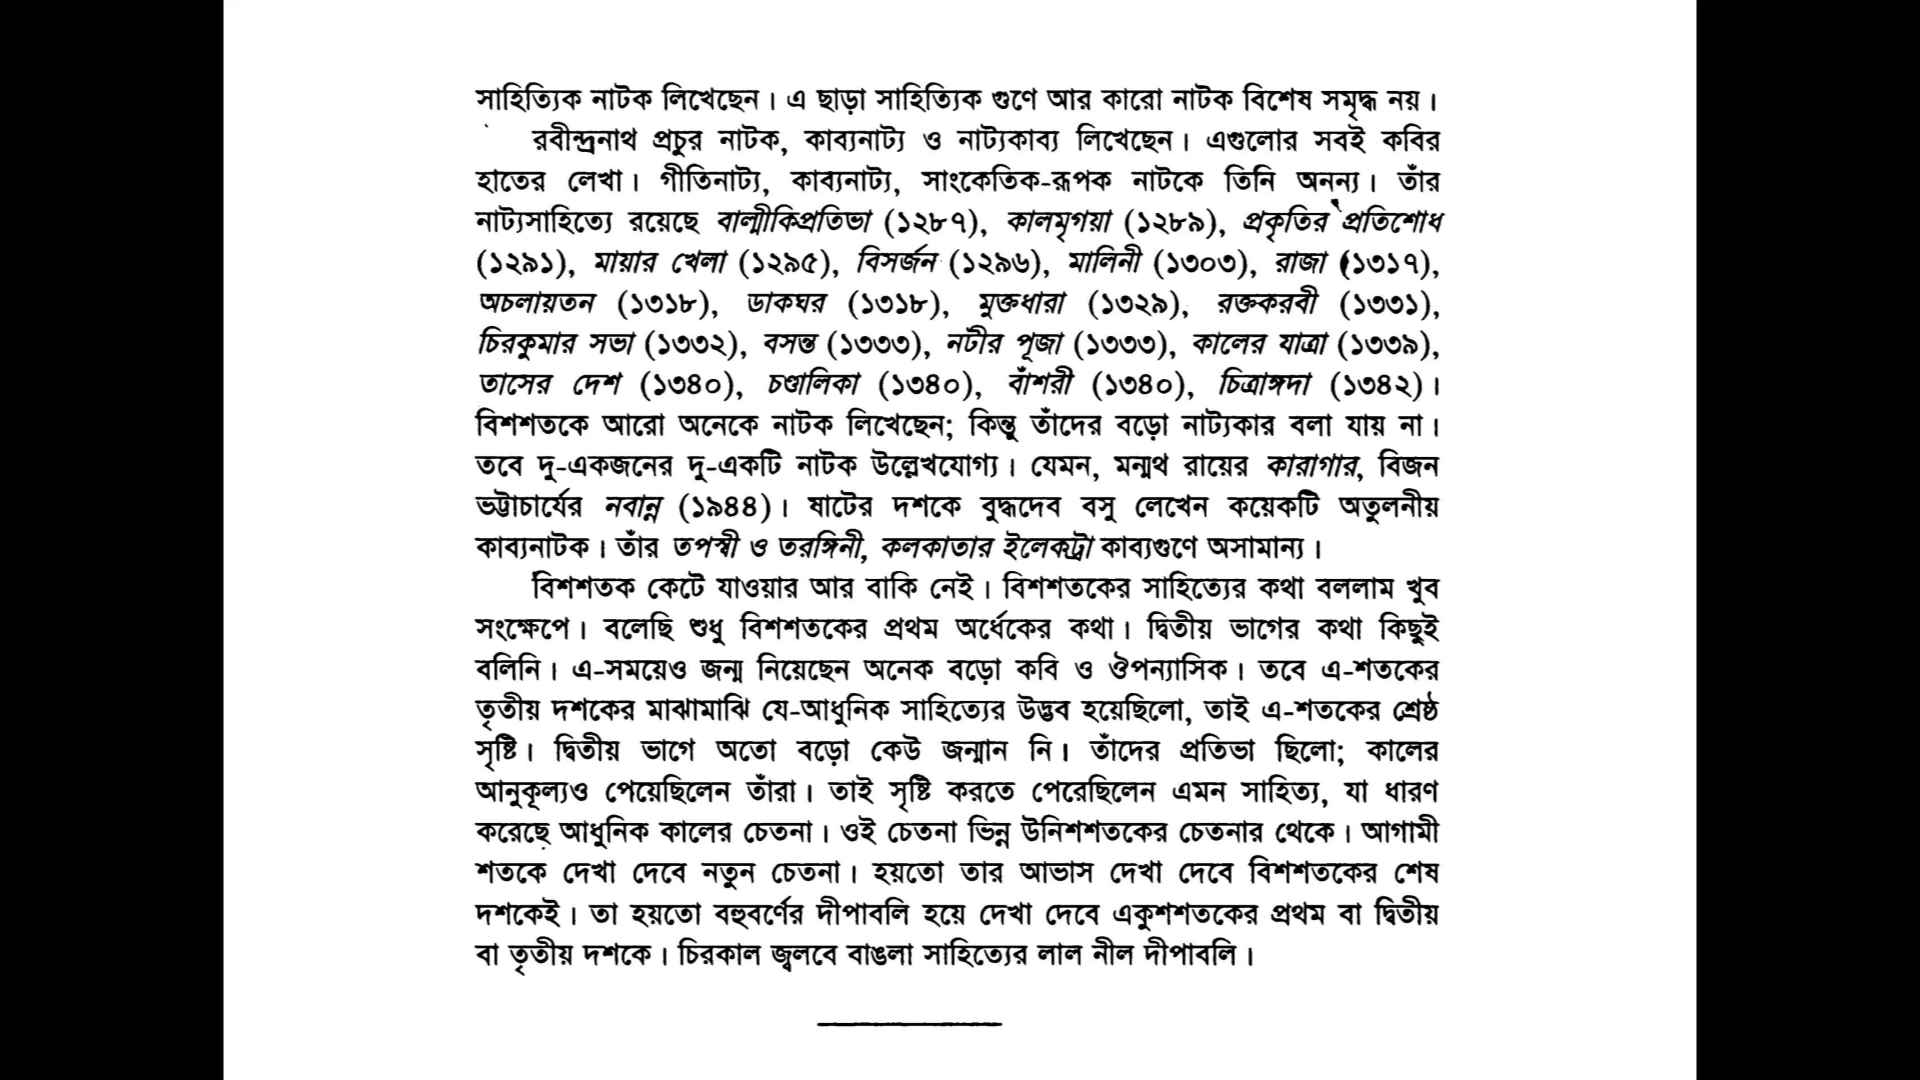 সাহিত্যিক নাটক লিখেছেন। এ ছাড়া সাহিত্যিক গুণে আর কারো নাটক বিশেষ সমৃদ্ধ নয়।
রবীন্দ্রনাথ প্রচুর নাটক, কাব্যনাট্য ও নাট্যকাব্য লিখেছেন। এগুলোর সবই কবির
হাতের লেখা। গীতিনাট্য, কাব্যনাট্য, সাংকেতিক-রূপক নাটকে তিনি অনন্য। তাঁর
নাট্যসাহিত্যে রয়েছে বাল্মীকিপ্রতিভা (১২৮৭), কালমৃগয়া (১২৮৯), প্রকৃতির প্রতিশোধ
(১২৯১), মায়ার খেলা (১২৯৫), বিসর্জন (১২৯৬), মালিনী (১৩০৩), রাজা (১৩১৭),
অচলায়তন (১৩১৮), ডাকঘর (১৩১৮), মুক্তধারা (১৩২৯), রক্তকরবী (১৩৩১),
চিরকুমার সভা (১৩৩২), বসন্ত (১৩৩৩), নটীর পূজা (১৩৩৩), কালের যাত্রা (১৩৩৯),
তাসের দেশ (১৩৪০), চণ্ডালিকা (১৩৪০), বাঁশরী (১৩৪০), চিত্রাঙ্গদা (১৩৪২)।
বিশশতকে আরো অনেকে নাটক লিখেছেন; কিন্তু তাঁদের বড়ো নাট্যকার বলা যায় না।
তবে দু-একজনের দু-একটি নাটক উল্লেখযোগ্য। যেমন, মন্মথ রায়ের কারাগার, বিজন
ভট্টাচার্যের নবান্ন (১৯৪৪)। ষাটের দশকে বুদ্ধদেব বসু লেখেন কয়েকটি অতুলনীয়
কাব্যনাটক। তাঁর তপস্বী ও তরঙ্গিনী, কলকাতার ইলেকট্রা কাব্যগুণে অসামান্য।
বিশশতক কেটে যাওয়ার আর বাকি নেই। বিশশতকের সাহিত্যের কথা বললাম খুব
সংক্ষেপে। বলেছি শুধু বিশশতকের প্রথম অর্ধেকের কথা। দ্বিতীয় ভাগের কথা কিছুই
বলিনি। এ-সময়েও জন্ম নিয়েছেন অনেক বড়ো কবি ও ঔপন্যাসিক। তবে এ-শতকের
তৃতীয় দশকের মাঝামাঝি যে-আধুনিক সাহিত্যের উদ্ভব হয়েছিলো, তাই এ-শতকের শ্রেষ্ঠ
সৃষ্টি। দ্বিতীয় ভাগে অতো বড়ো কেউ জন্মান নি। তাঁদের প্রতিভা ছিলো; কালের
আনুকূল্যও পেয়েছিলেন তাঁরা। তাই সৃষ্টি করতে পেরেছিলেন এমন সাহিত্য, যা ধারণ
করেছে আধুনিক কালের চেতনা। ওই চেতনা ভিন্ন উনিশশতকের চেতনার থেকে। আগামী
শতকে দেখা দেবে নতুন চেতনা। হয়তো তার আভাস দেখা দেবে বিশশতকের শেষ
দশকেই। তা হয়তো বহুবর্ণের দীপাবলি হয়ে দেখা দেবে একুশশতকের প্রথম বা দ্বিতীয়
বা তৃতীয় দশকে। চিরকাল জ্বলবে বাঙলা সাহিত্যের লাল নীল দীপাবলি।